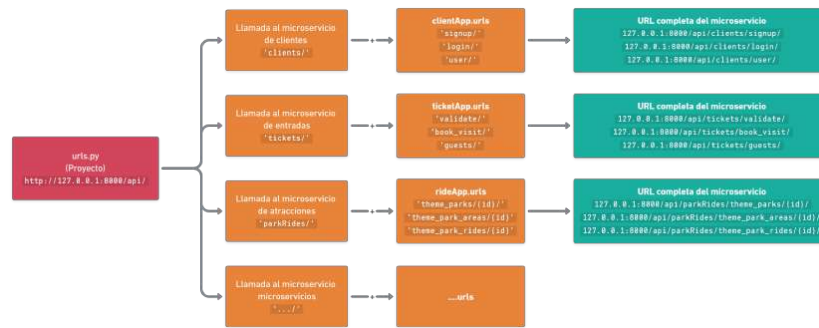 urls.py
(Proyecto)
http://127.0.0.1:8000/api/
Llamada al microservicio
de clientes
'clients/'
clientApp.urls
'signup/'
'login/'
'user/'
URL completa del microservicio
127.0.0.1:8000/api/clients/signup/
127.0.0.1:8000/api/clients/login/
127.0.0.1:8000/api/clients/user/
Llamada al microservicio
de entradas
'tickets/'
ticketApp.urls
'validate/'
'book_visit/'
'guests/'
URL completa del microservicio
127.0.0.1:8000/api/tickets/validate/
127.0.0.1:8000/api/tickets/book_visit/
127.0.0.1:8000/api/tickets/guests/
Llamada al microservicio
de atracciones
'parkRides/'
rideApp.urls
'theme_parks/(id)/'
'theme_park_areas/(id)'
'theme_park_rides/(id)'
URL completa del microservicio
127.0.0.1:8000/api/parkRides/theme_parks/(id)/
127.0.0.1:8000/api/parkRides/theme_park_areas/(id)/
127.0.0.1:8000/api/parkRides/theme_park_rides/(id)/
Llamada al microservicio
microservicios
'.../'
....urls